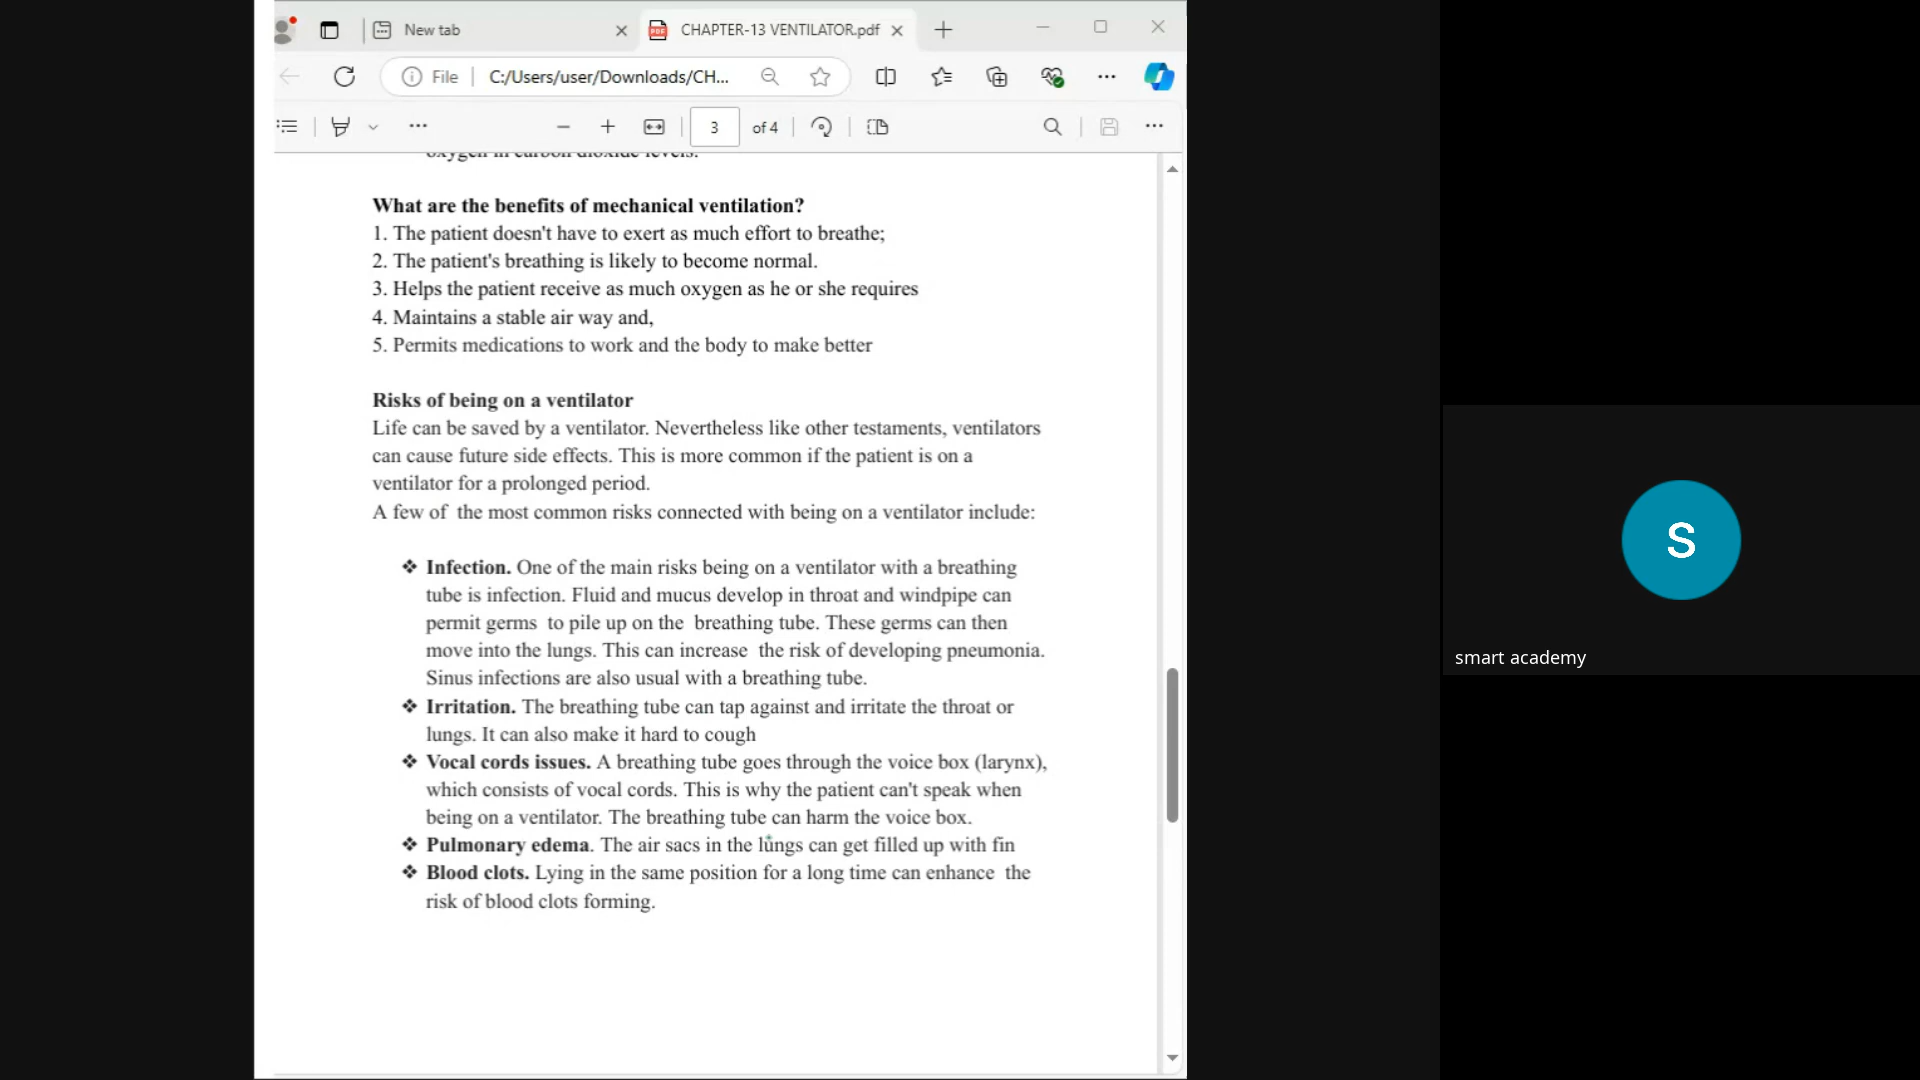 New tab
CHAPTER-13 VENTILATOR.pdf
File
C:/Users/user/Downloads/CH...
3 of 4
oxygen in carbon dioxide levels.
What are the benefits of mechanical ventilation?
1. The patient doesn't have to exert as much effort to breathe;
2. The patient's breathing is likely to become normal.
3. Helps the patient receive as much oxygen as he or she requires
4. Maintains a stable air way and,
5. Permits medications to work and the body to make better
Risks of being on a ventilator
Life can be saved by a ventilator. Nevertheless like other testaments, ventilators
can cause future side effects. This is more common if the patient is on a
ventilator for a prolonged period.
A few of the most common risks connected with being on a ventilator include:
❖ Infection. One of the main risks being on a ventilator with a breathing
tube is infection. Fluid and mucus develop in throat and windpipe can
permit germs to pile up on the breathing tube. These germs can then
move into the lungs. This can increase the risk of developing pneumonia.
Sinus infections are also usual with a breathing tube.
❖ Irritation. The breathing tube can tap against and irritate the throat or
lungs. It can also make it hard to cough
❖ Vocal cords issues. A breathing tube goes through the voice box (larynx),
which consists of vocal cords. This is why the patient can't speak when
being on a ventilator. The breathing tube can harm the voice box.
❖ Pulmonary edema. The air sacs in the lungs can get filled up with fin
❖ Blood clots. Lying in the same position for a long time can enhance the
risk of blood clots forming.
S
smart academy